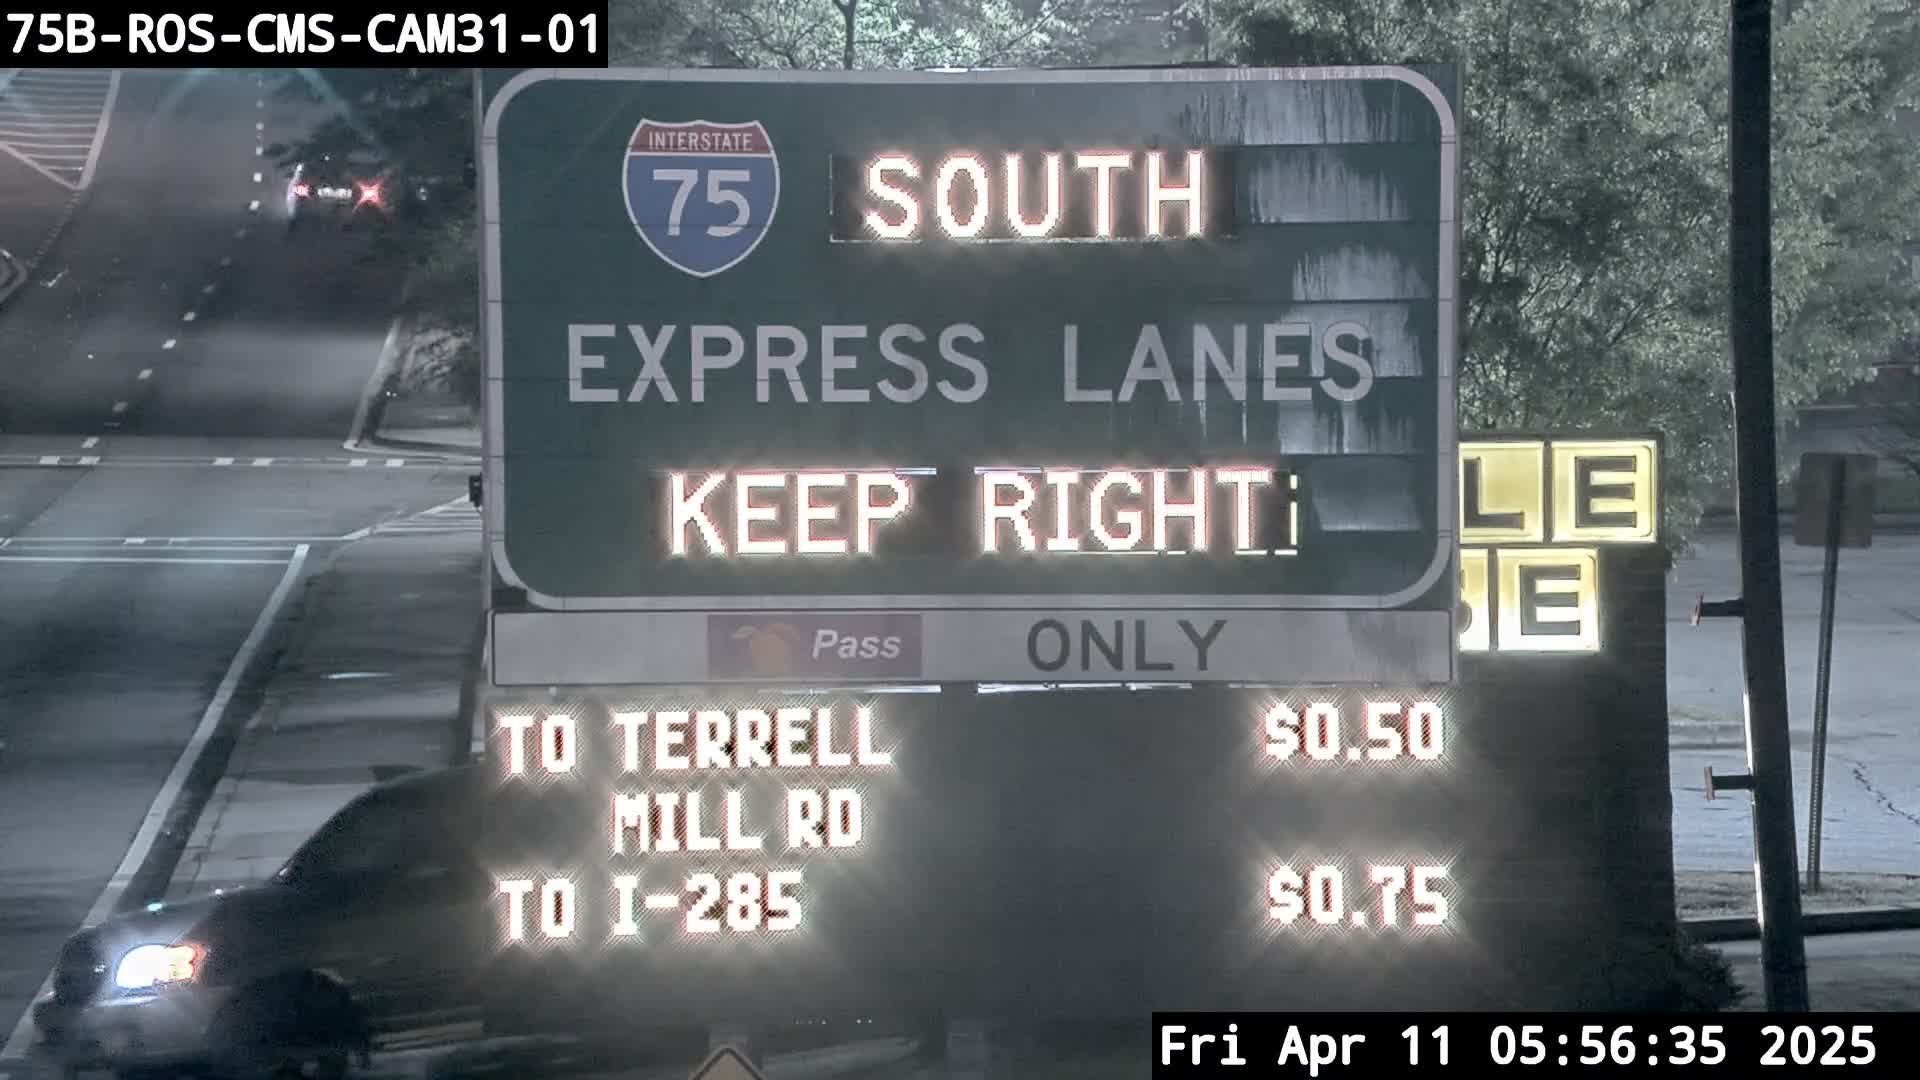 75B-ROS-CMS-CAM31-01
INTERSTATE
75
SOUTH
EXPRESS LANES
KEEP RIGHT
Pass ONLY
TO TERRELL $0.50
MILL RD
TO I-285 $0.75
LE
E
Fri Apr 11 05:56:35 2025